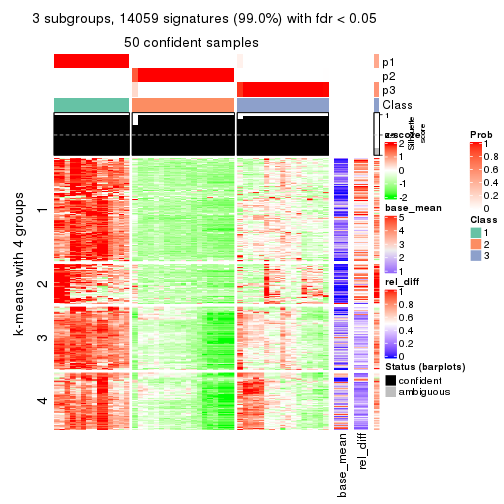 3 subgroups, 14059 signatures (99.0%) with fdr < 0.05
50 confident samples
p1
p2
p3
Class
1
Silhouette
score
z-score
2
1
0
-1
-2
base_mean
5
4
3
2
1
rel_diff
1
0.8
0.6
0.4
0.2
0
Status (barplots)
confident
ambiguous
Prob
1
0.8
0.6
0.4
0.2
0
Class
1
2
3
k-means with 4 groups
1
2
3
4
base_mean
rel_diff